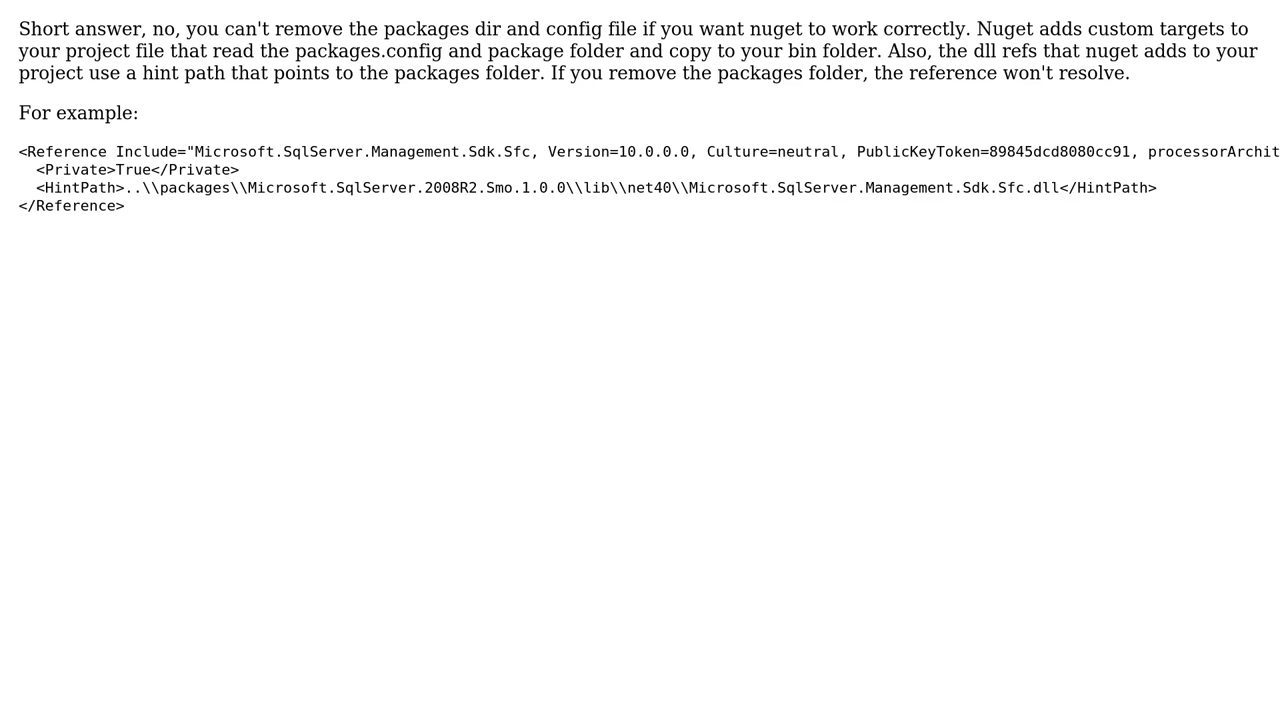 Short answer, no, you can't remove the packages dir and config file if you want nuget to work correctly. Nuget adds custom targets to
your project file that read the packages.config and package folder and copy to your bin folder. Also, the dll refs that nuget adds to your
project use a hint path that points to the packages folder. If you remove the packages folder, the reference won't resolve.
For example:
<Reference Include="Microsoft.SqlServer.Management.Sdk.Sfc, Version=10.0.0.0, Culture=neutral, PublicKeyToken=89845dcd8080cc91, processorArchit
  <Private>True</Private>
  <HintPath>..\\packages\\Microsoft.SqlServer.2008R2.Smo.1.0.0\\lib\\net40\\Microsoft.SqlServer.Management.Sdk.Sfc.dll</HintPath>
</Reference>